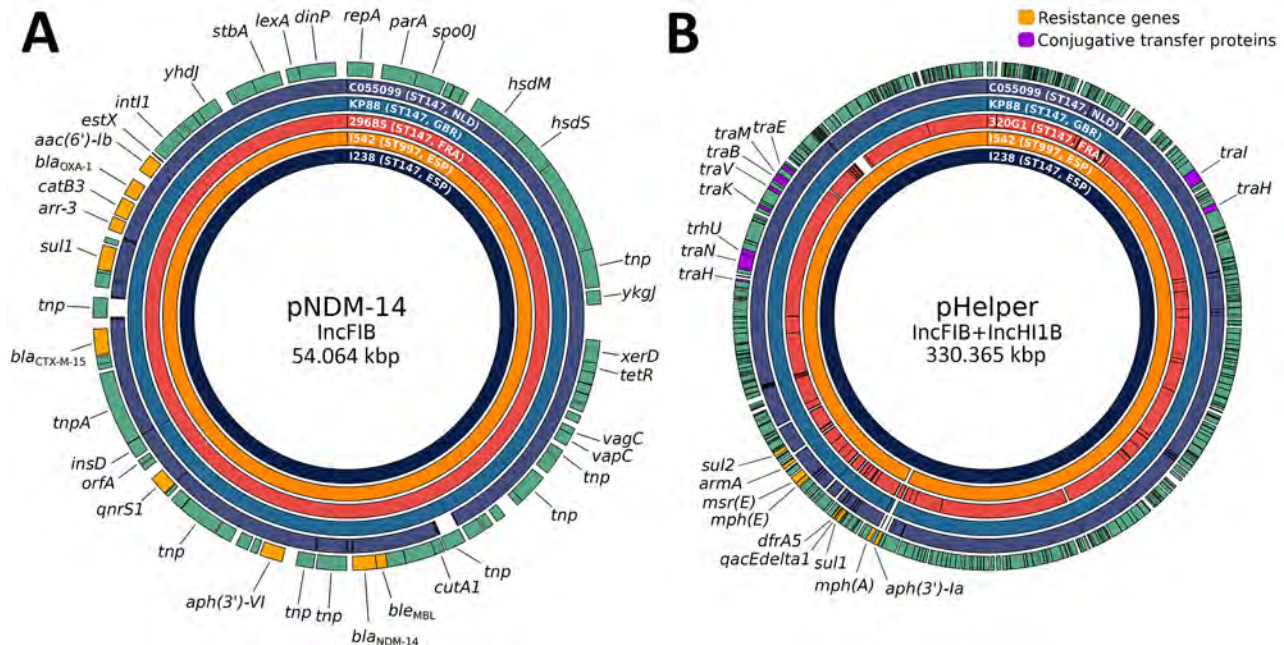 A
B
Resistance genes
Conjugative transfer proteins
lexA
dinP
repA
parA
spo0J
stbA
hsdM
hsdS
yhdJ
intI1
estX
aac(6')-Ib
blaOXA-1
catB3
arr-3
sul1
tnp
blaCTX-M-15
tnpA
insD
orfA
qnrS1
tnp
aph(3')-VI
tnp
tnp
blaNDM-14
bleMBL
cutA1
tnp
tnp
tnp
vapC
vagC
tetR
xerD
ykgJ
tnp
C055099 (ST147, NLD)
KP88 (ST147, GBR)
296B5 (ST147, FRA)
I542 (ST997, ESP)
I238 (ST147, ESP)
pNDM-14
IncFIB
54.064 kbp
C055099 (ST147, NLD)
KP88 (ST147, GBR)
320G1 (ST147, FRA)
I542 (ST997, ESP)
I238 (ST147, ESP)
pHelper
IncFIB+IncHI1B
330.365 kbp
traE
traM
traB
traV
traK
trhU
traN
traH
traI
traH
sul2
armA
msr(E)
mph(E)
dfrA5
qacEdelta1
sul1
mph(A)
aph(3')-Ia